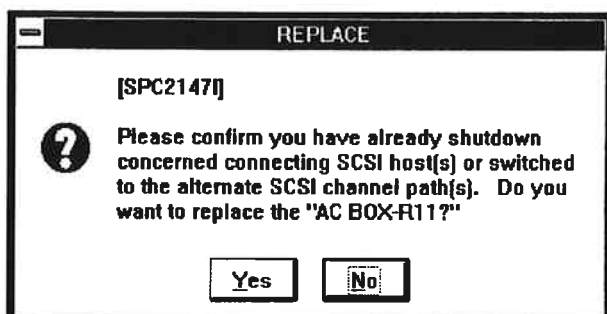 REPLACE
[SPC2147I]
Please confirm you have already shutdown
concerned connecting SCSI host(s) or switched
to the alternate SCSI channel path(s). Do you
want to replace the "AC BOX-R11?"
Yes
No